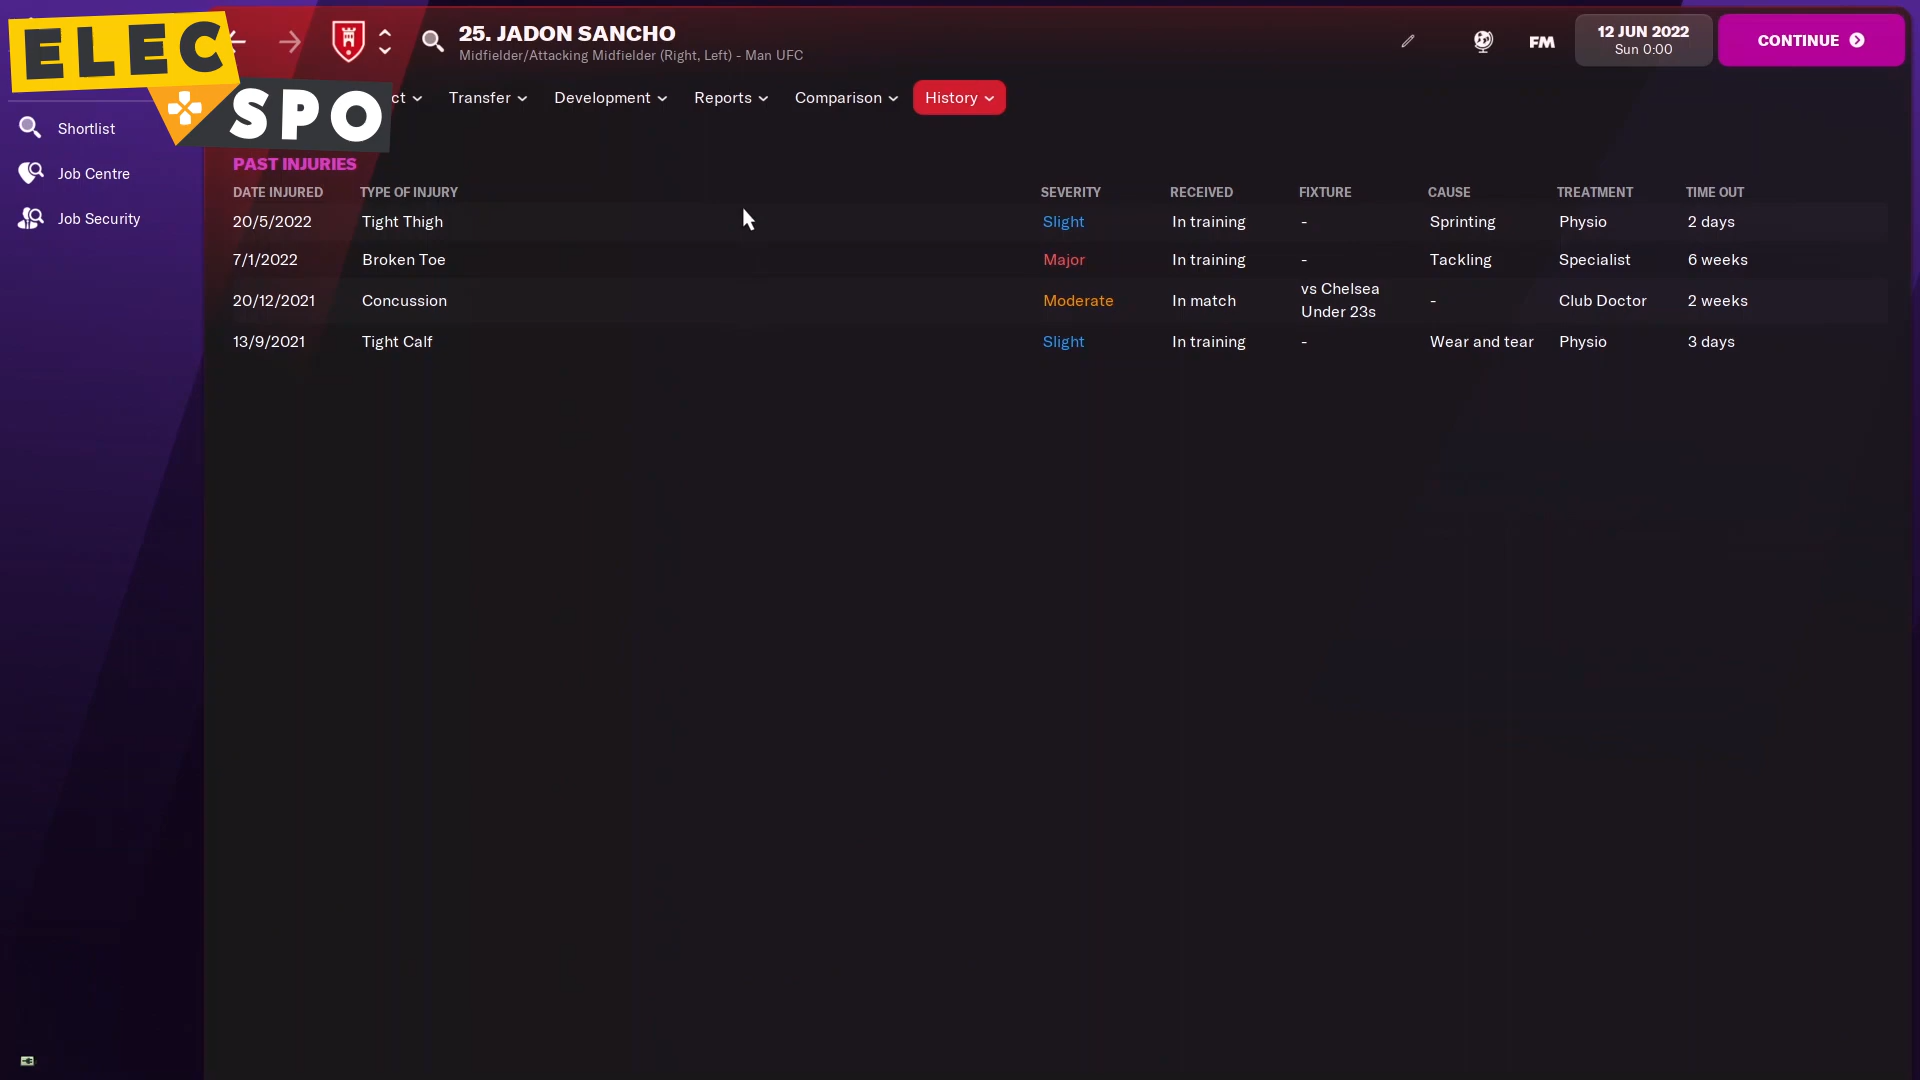 ELEC
SPO
25. JADON SANCHO
Midfielder/Attacking Midfielder (Right, Left) - Man UFC
FM
12 JUN 2022
Sun 0:00
CONTINUE
ct
Transfer
Development
Reports
Comparison
History
Shortlist
Job Centre
Job Security
PAST INJURIES
DATE INJURED TYPE OF INJURY SEVERITY RECEIVED FIXTURE CAUSE TREATMENT TIME OUT
20/5/2022 Tight Thigh Slight In training - Sprinting Physio 2 days
7/1/2022 Broken Toe Major In training - Tackling Specialist 6 weeks
20/12/2021 Concussion Moderate In match vs Chelsea Under 23s - Club Doctor 2 weeks
13/9/2021 Tight Calf Slight In training - Wear and tear Physio 3 days